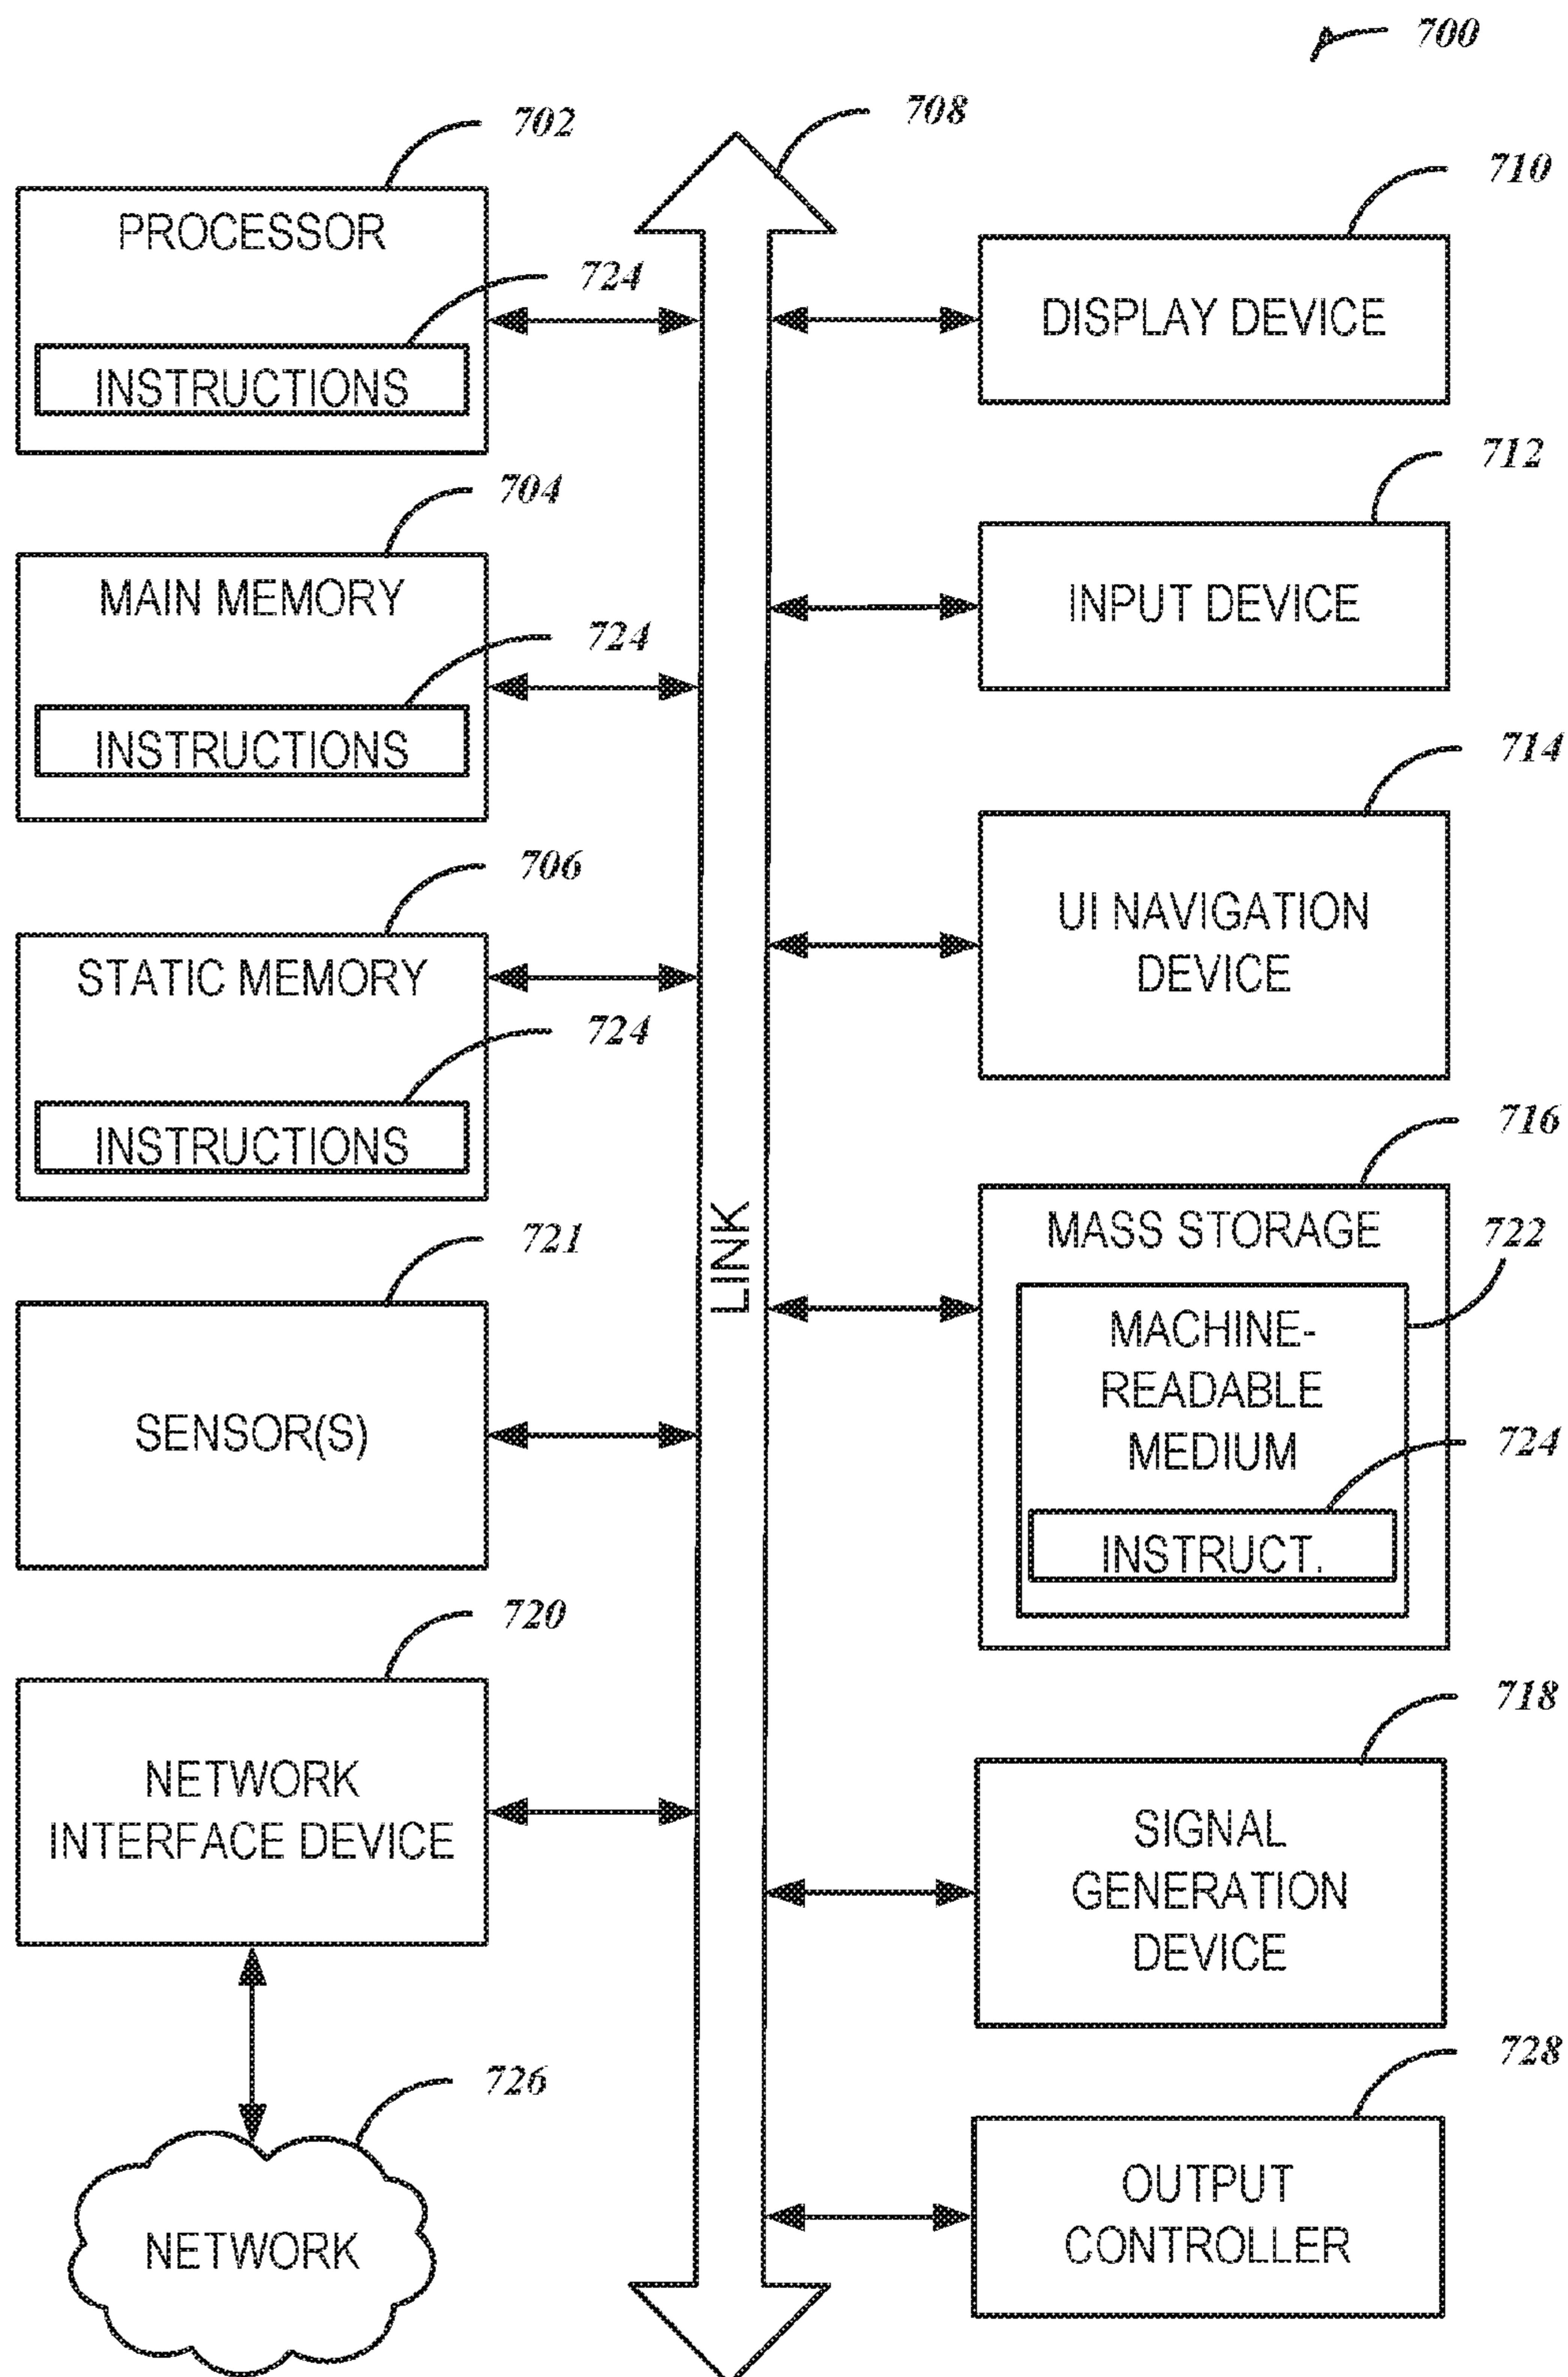 700
702
PROCESSOR
724
INSTRUCTIONS
704
MAIN MEMORY
724
INSTRUCTIONS
706
STATIC MEMORY
724
INSTRUCTIONS
721
SENSOR(S)
720
NETWORK
INTERFACE DEVICE
726
NETWORK
708
LINK
710
DISPLAY DEVICE
712
INPUT DEVICE
714
UI NAVIGATION
DEVICE
716
MASS STORAGE
722
MACHINE-
READABLE
MEDIUM
724
INSTRUCT.
718
SIGNAL
GENERATION
DEVICE
728
OUTPUT
CONTROLLER